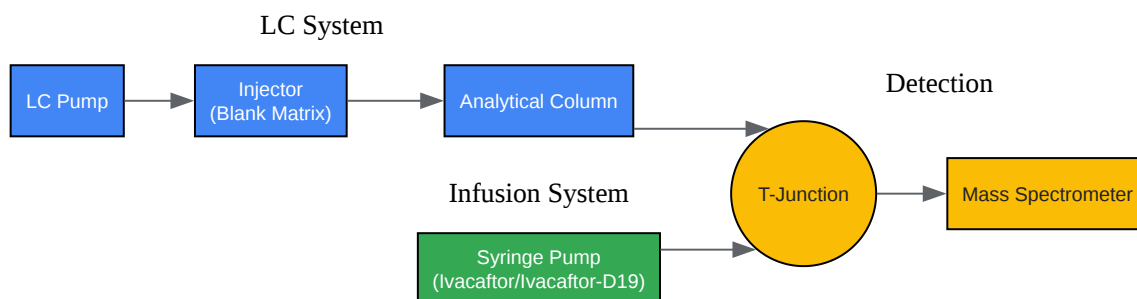 LC System
LC Pump
Injector
(Blank Matrix)
Analytical Column
Detection
Infusion System
T-Junction
Mass Spectrometer
Syringe Pump
(Ivacaftor/Ivacaftor-D19)